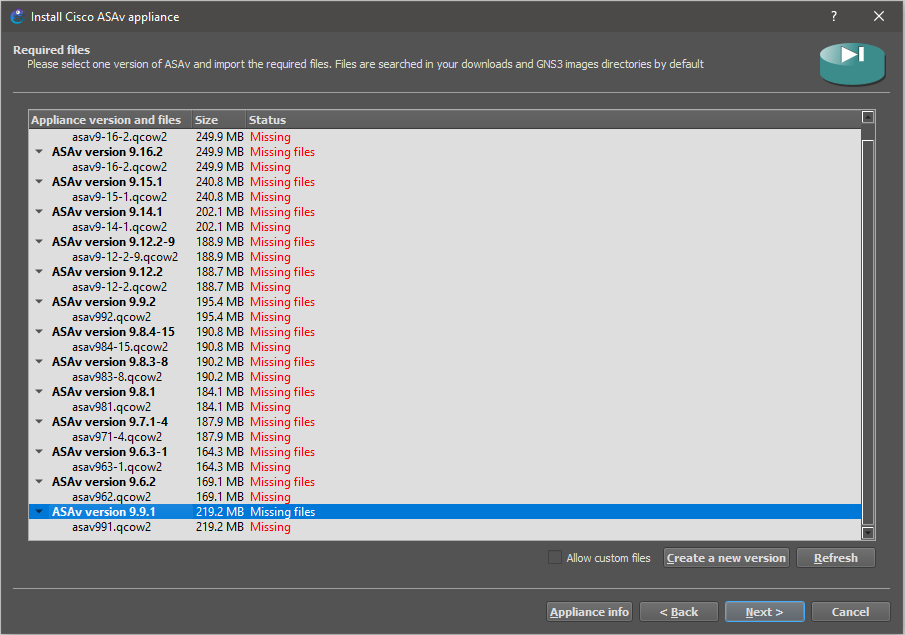 Install Cisco ASAv appliance
Required files
Please select one version of ASAv and import the required files. Files are searched in your downloads and GNS3 images directories by default
Appliance version and files Size Status
asav9-16-2.qcow2 249.9 MB Missing
ASAv version 9.16.2 249.9 MB Missing files
asav9-16-2.qcow2 249.9 MB Missing
ASAv version 9.15.1 240.8 MB Missing files
asav9-15-1.qcow2 240.8 MB Missing
ASAv version 9.14.1 202.1 MB Missing files
asav9-14-1.qcow2 202.1 MB Missing
ASAv version 9.12.2-9 188.9 MB Missing files
asav9-12-2-9.qcow2 188.9 MB Missing
ASAv version 9.12.2 188.7 MB Missing files
asav9-12-2.qcow2 188.7 MB Missing
ASAv version 9.9.2 195.4 MB Missing files
asav992.qcow2 195.4 MB Missing
ASAv version 9.8.4-15 190.8 MB Missing files
asav984-15.qcow2 190.8 MB Missing
ASAv version 9.8.3-8 190.2 MB Missing files
asav983-8.qcow2 190.2 MB Missing
ASAv version 9.8.1 184.1 MB Missing files
asav981.qcow2 184.1 MB Missing
ASAv version 9.7.1-4 187.9 MB Missing files
asav971-4.qcow2 187.9 MB Missing
ASAv version 9.6.3-1 164.3 MB Missing files
asav963-1.qcow2 164.3 MB Missing
ASAv version 9.6.2 169.1 MB Missing files
asav962.qcow2 169.1 MB Missing
ASAv version 9.9.1 219.2 MB Missing files
asav991.qcow2 219.2 MB Missing
Allow custom files Create a new version Refresh
Appliance info < Back Next > Cancel